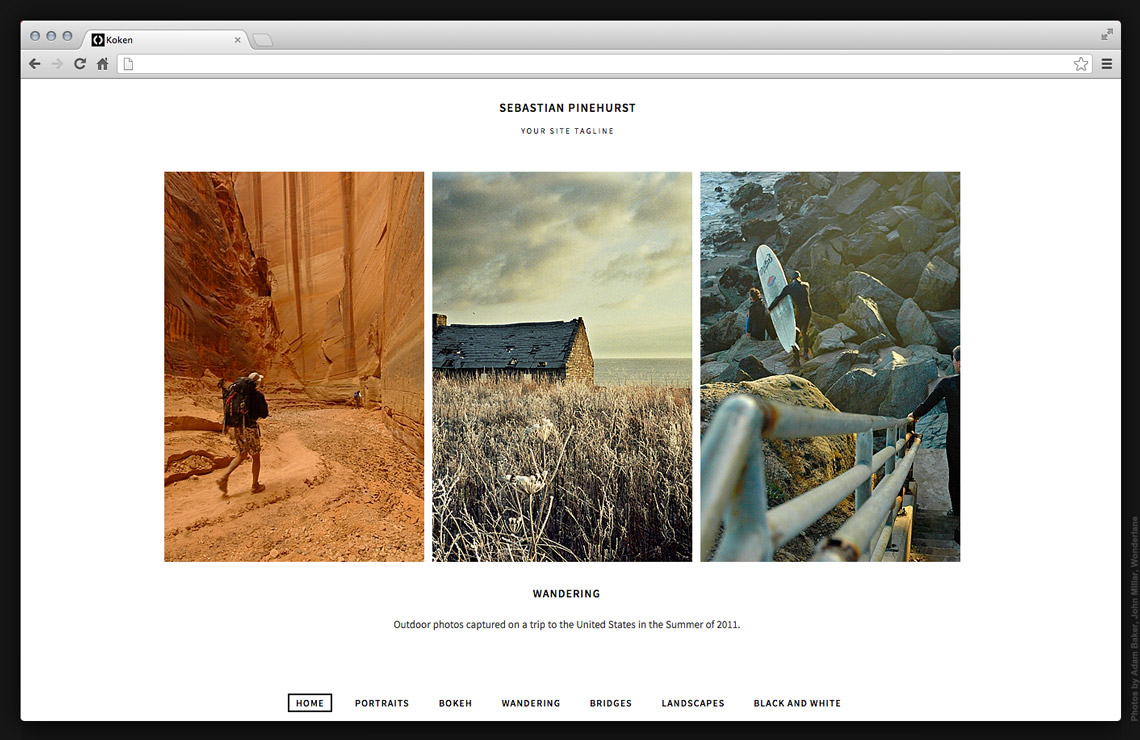 Koken
SEBASTIAN PINEHURST
YOUR SITE TAGLINE
WANDERING
Outdoor photos captured on a trip to the United States in the Summer of 2011.
HOME PORTRAITS BOKEH WANDERING BRIDGES LANDSCAPES BLACK AND WHITE
Photos by Adam Baker, John Millar, Wonderlane